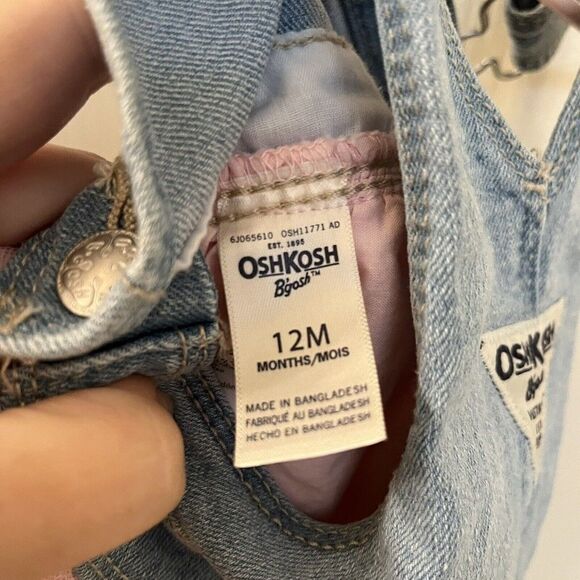 6J065610 OSH11771 AD
EST. 1895
OSHKOSH
B'gosh™
12M
MONTHS/MOIS
MADE IN BANGLADESH
FABRIQUÉ AU BANGLADESH
HECHO EN BANGLADESH
OSHKOSH